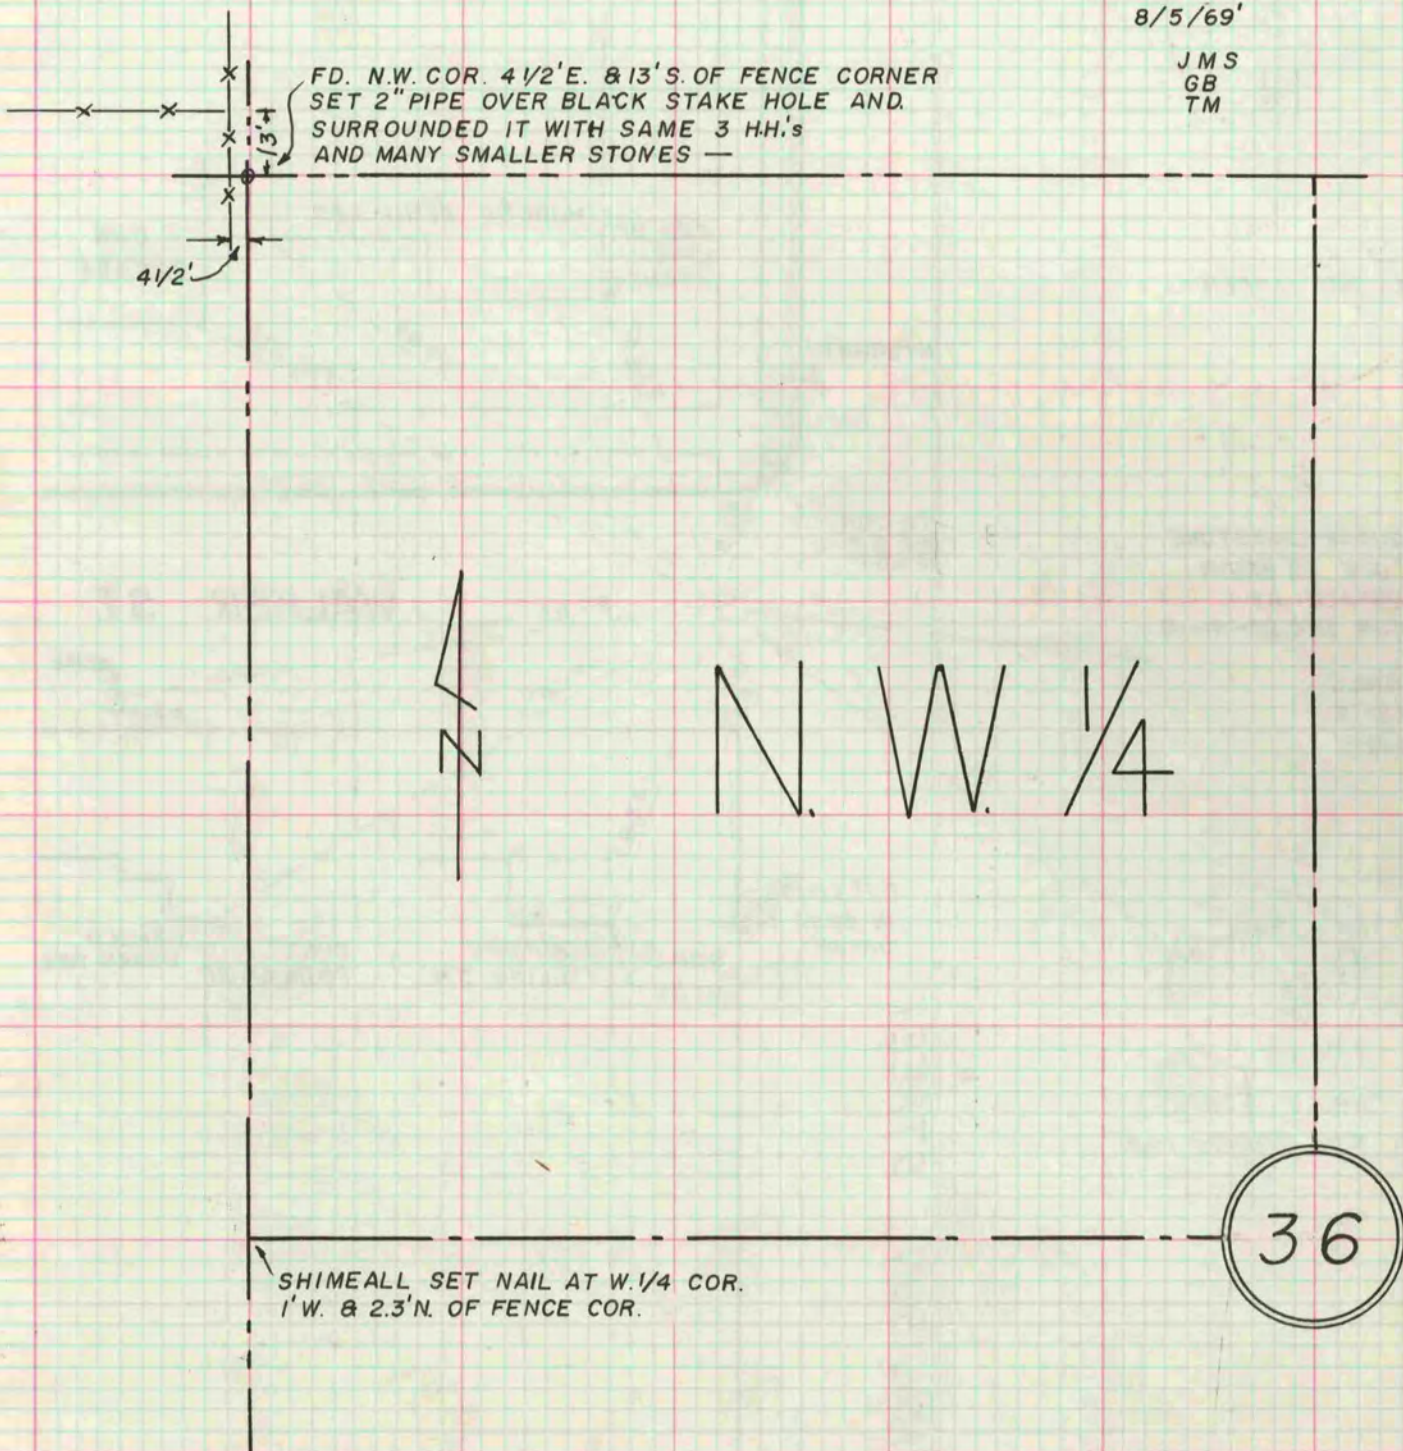 8/5/69'
JMS
GB
TM
FD. N.W. COR. 4 1/2' E. & 13' S. OF FENCE CORNER
SET 2" PIPE OVER BLACK STAKE HOLE AND.
SURROUNDED IT WITH SAME 3 H.H.'s
AND MANY SMALLER STONES —
13'
4 1/2'
N
N. W. 1/4
36
SHIMEALL SET NAIL AT W. 1/4 COR.
1' W. & 2.3' N. OF FENCE COR.